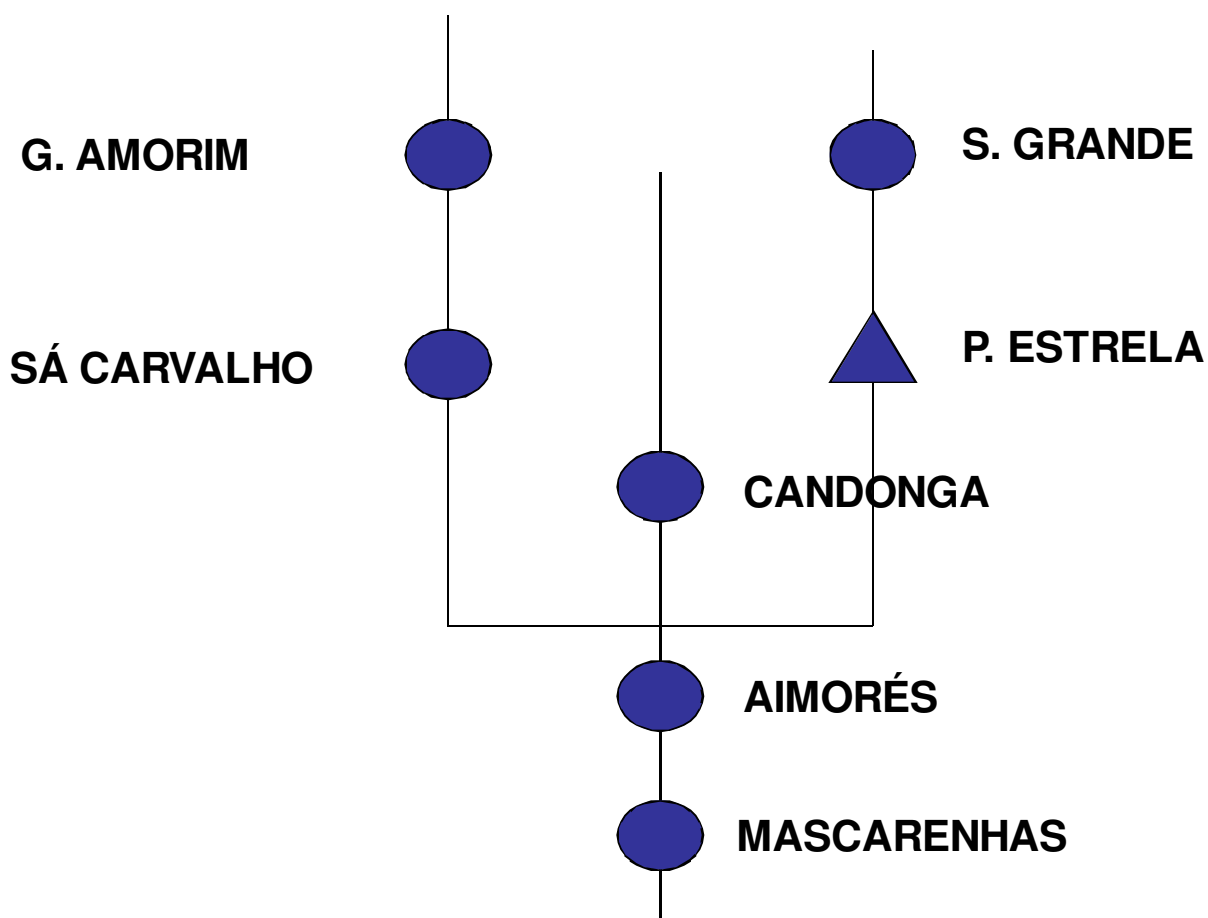 G. AMORIM
S. GRANDE
SÁ CARVALHO
P. ESTRELA
CANDONGA
AIMORÉS
MASCARENHAS